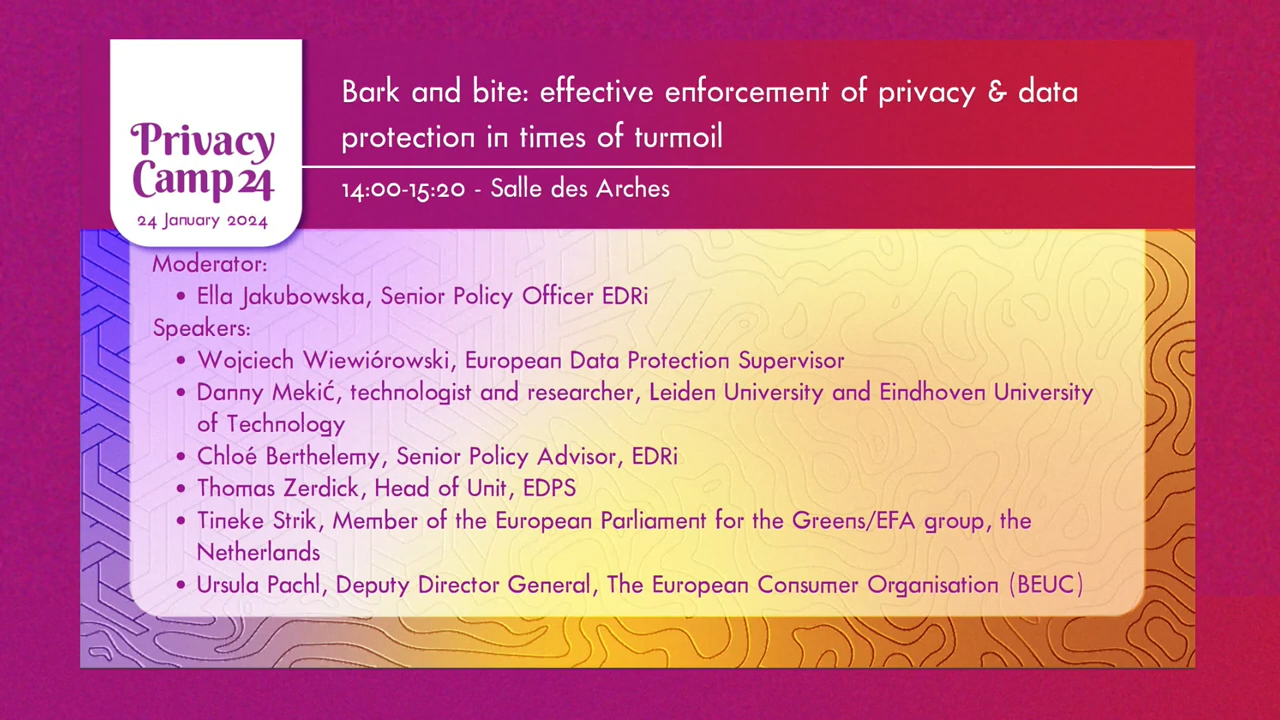 Privacy
Camp 24
24 January 2024
Bark and bite: effective enforcement of privacy & data
protection in times of turmoil
14:00-15:20 - Salle des Arches
Moderator:
• Ella Jakubowska, Senior Policy Officer EDRi
Speakers:
• Wojciech Wiewiórowski, European Data Protection Supervisor
• Danny MekiĆ, technologist and researcher, Leiden University and Eindhoven University
of Technology
• Chloé Berthelemy, Senior Policy Advisor, EDRi
• Thomas Zerdick, Head of Unit, EDPS
• Tineke Strik, Member of the European Parliament for the Greens/EFA group, the
Netherlands
• Ursula Pachl, Deputy Director General, The European Consumer Organisation (BEUC)